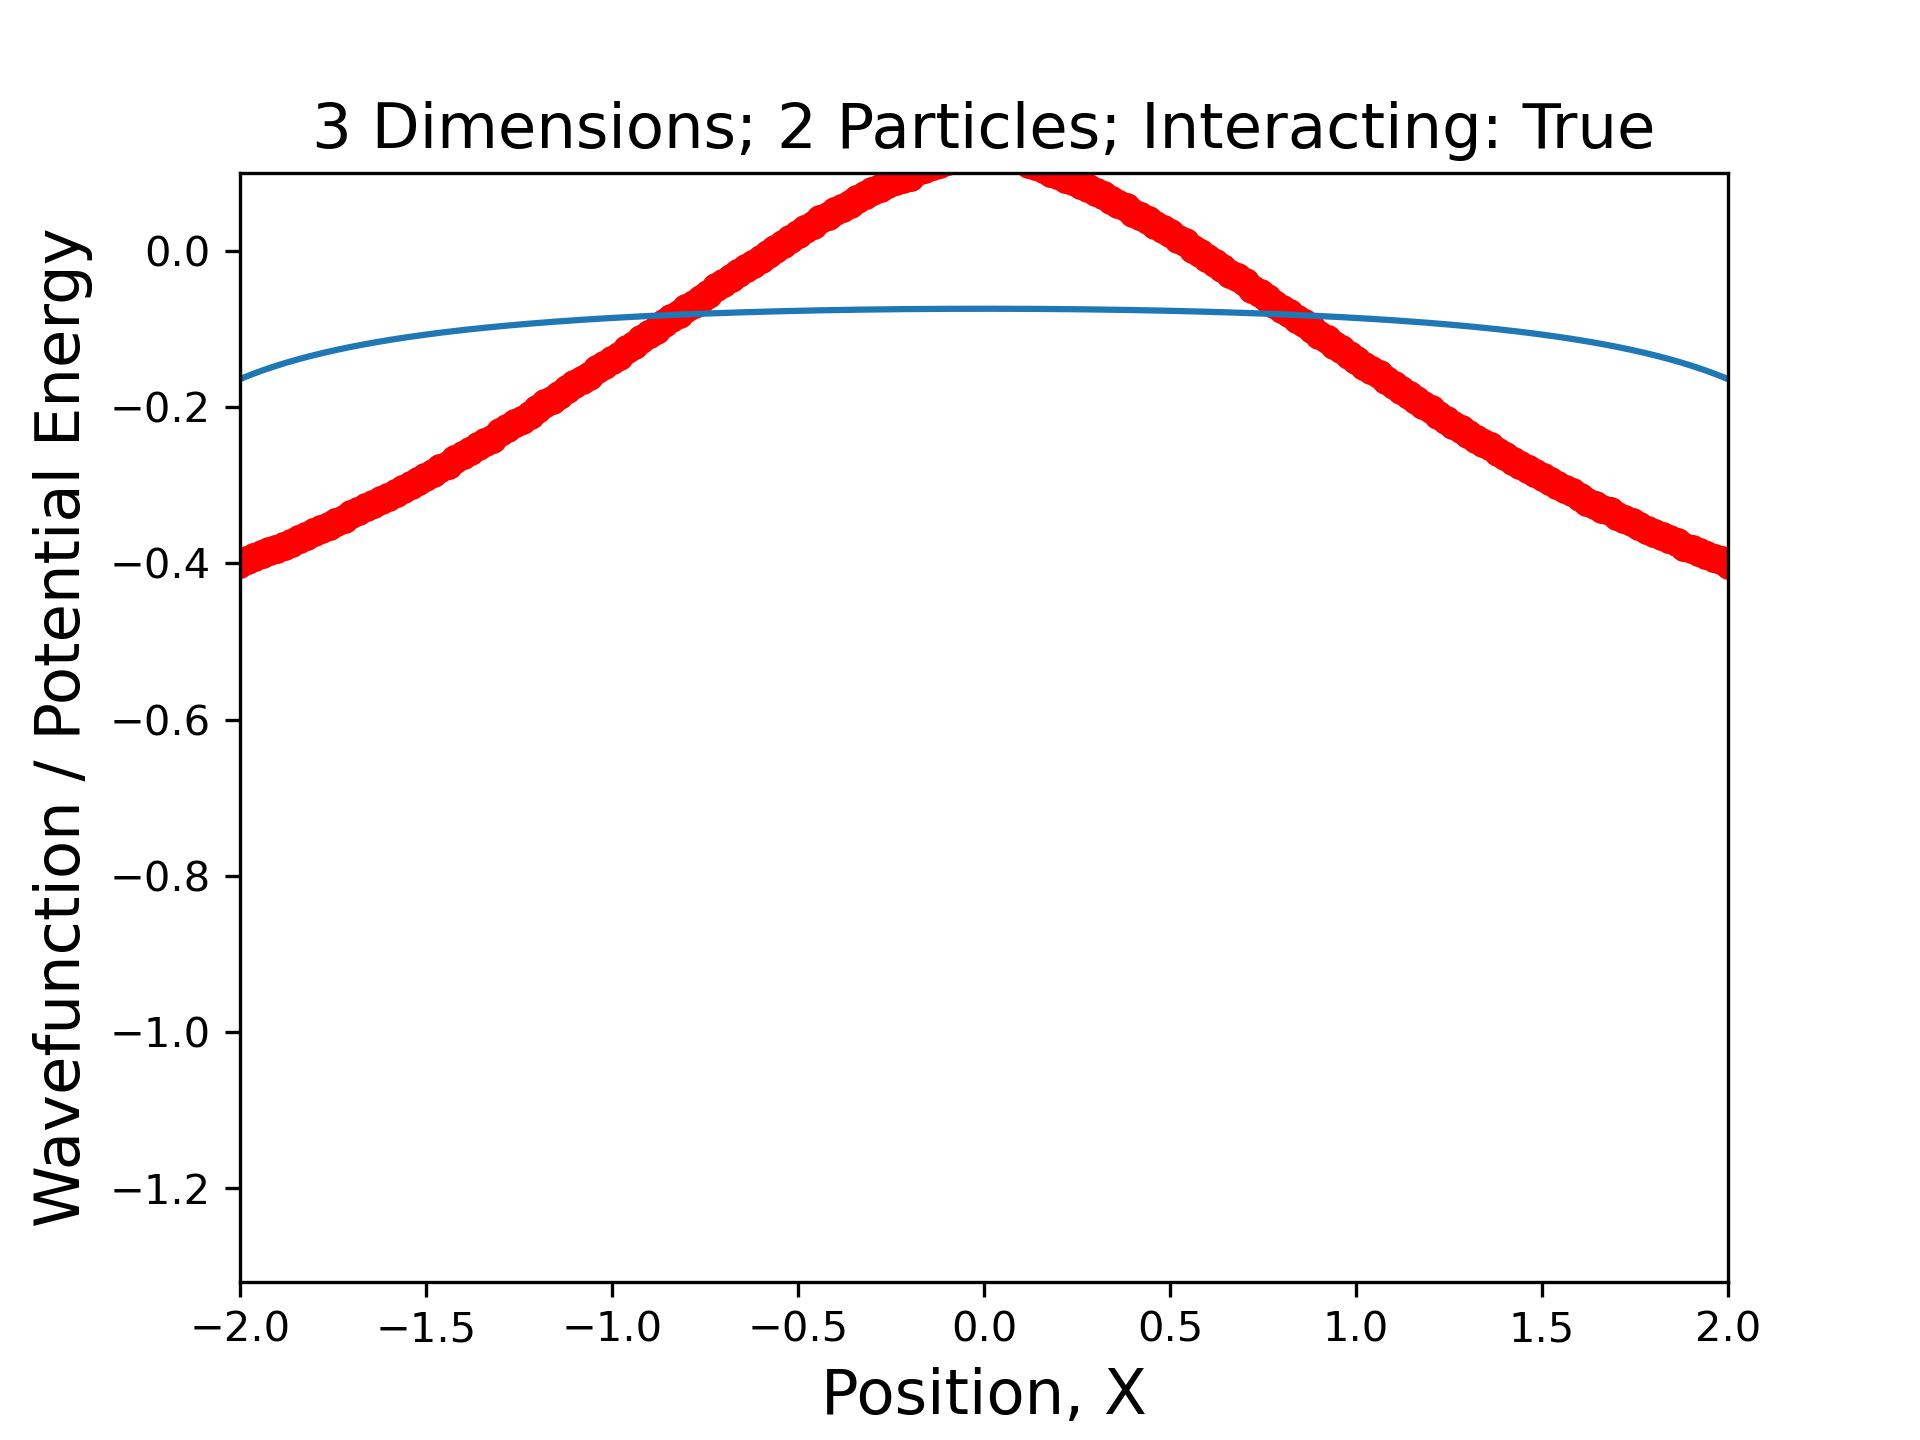 3 Dimensions; 2 Particles; Interacting: True
Wavefunction / Potential Energy
0.0
−0.2
−0.4
−0.6
−0.8
−1.0
−1.2
−2.0 −1.5 −1.0 −0.5 0.0 0.5 1.0 1.5 2.0
Position, X